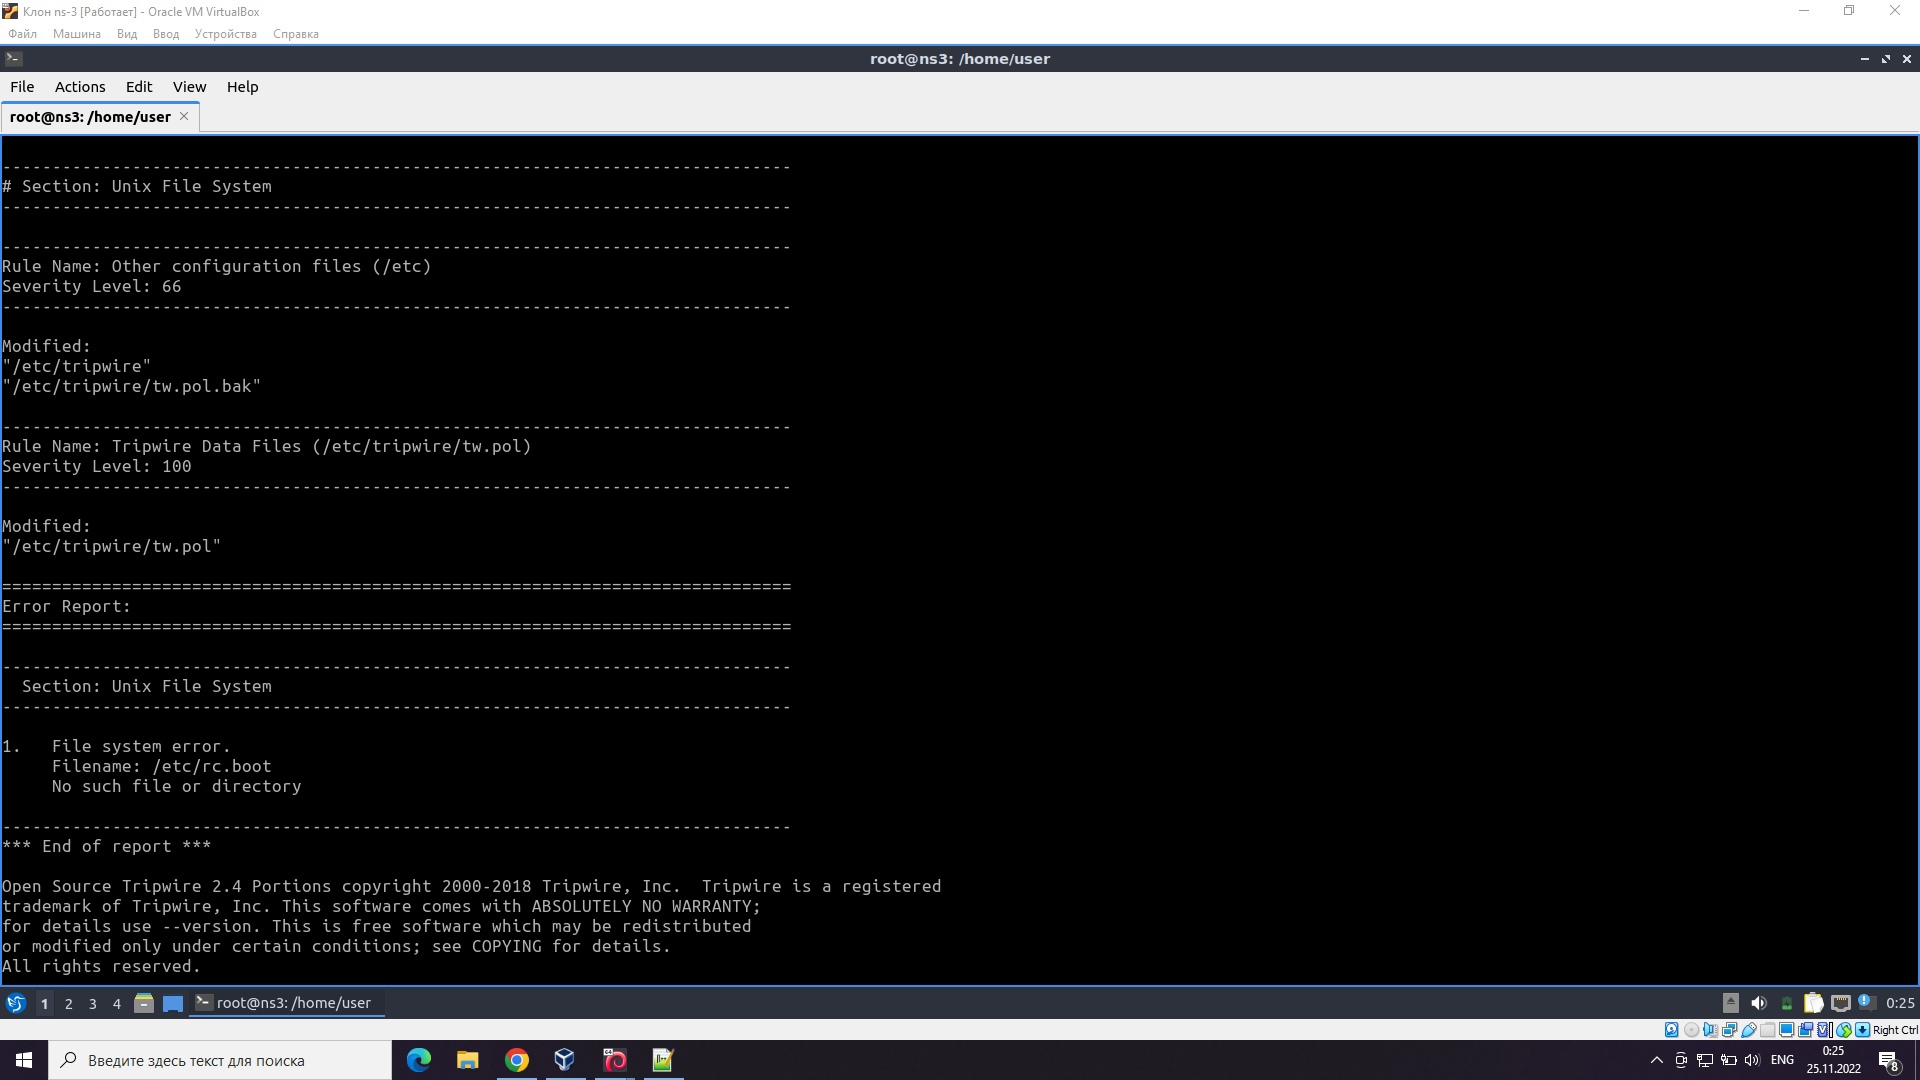 Клон ns-3 [Работает] - Oracle VM VirtualBox
Файл Машина Вид Ввод Устройства Справка
root@ns3: /home/user
File Actions Edit View Help
root@ns3: /home/user
-------------------------------------------------------------------------------
# Section: Unix File System
-------------------------------------------------------------------------------
-------------------------------------------------------------------------------
Rule Name: Other configuration files (/etc)
Severity Level: 66
-------------------------------------------------------------------------------
Modified:
"/etc/tripwire"
"/etc/tripwire/tw.pol.bak"
-------------------------------------------------------------------------------
Rule Name: Tripwire Data Files (/etc/tripwire/tw.pol)
Severity Level: 100
-------------------------------------------------------------------------------
Modified:
"/etc/tripwire/tw.pol"
===============================================================================
Error Report:
===============================================================================
-------------------------------------------------------------------------------
Section: Unix File System
-------------------------------------------------------------------------------
1. File system error.
Filename: /etc/rc.boot
No such file or directory
-------------------------------------------------------------------------------
*** End of report ***
Open Source Tripwire 2.4 Portions copyright 2000-2018 Tripwire, Inc. Tripwire is a registered
trademark of Tripwire, Inc. This software comes with ABSOLUTELY NO WARRANTY;
for details use --version. This is free software which may be redistributed
or modified only under certain conditions; see COPYING for details.
All rights reserved.
1 2 3 4 root@ns3: /home/user 0:25
Right Ctrl
Введите здесь текст для поиска
ENG
0:25
25.11.2022
8